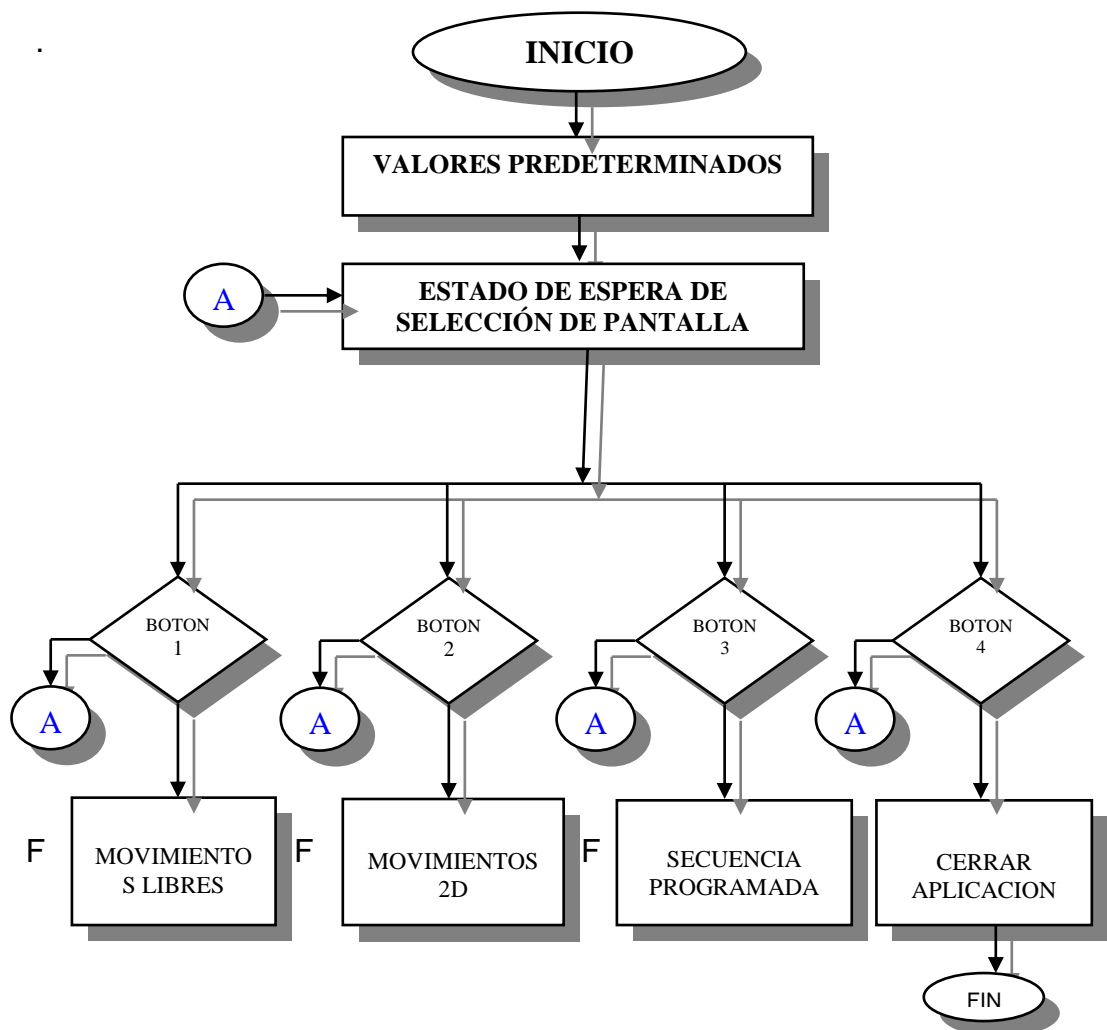 .
INICIO
VALORES PREDETERMINADOS
A
ESTADO DE ESPERA DE
SELECCIÓN DE PANTALLA
BOTON
1
BOTON
2
BOTON
3
BOTON
4
A
A
A
A
F
MOVIMIENTO
S LIBRES
F
MOVIMIENTOS
2D
F
SECUENCIA
PROGRAMADA
CERRAR
APLICACION
FIN